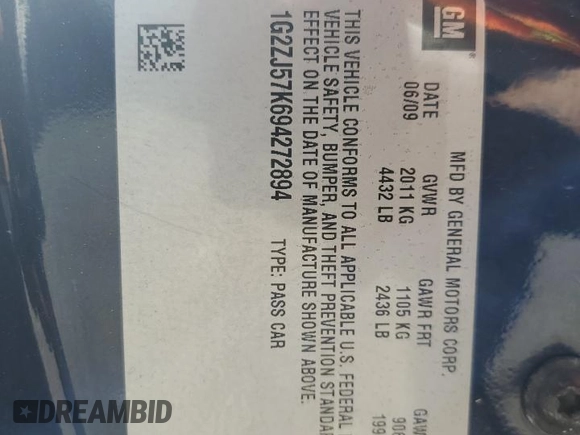 GM
®
MFD BY GENERAL MOTORS CORP.
DATE GVWR GAWR FRT
06/09 2011 KG 1105 KG
4432 LB 2436 LB
THIS VEHICLE CONFORMS TO ALL APPLICABLE U.S. FEDERAL
VEHICLE SAFETY, BUMPER, AND THEFT PREVENTION
EFFECT ON THE DATE OF MANUFACTURE SHOWN ABOVE.
1G2ZJ57K694272894 TYPE: PASS CAR
DREAMBID